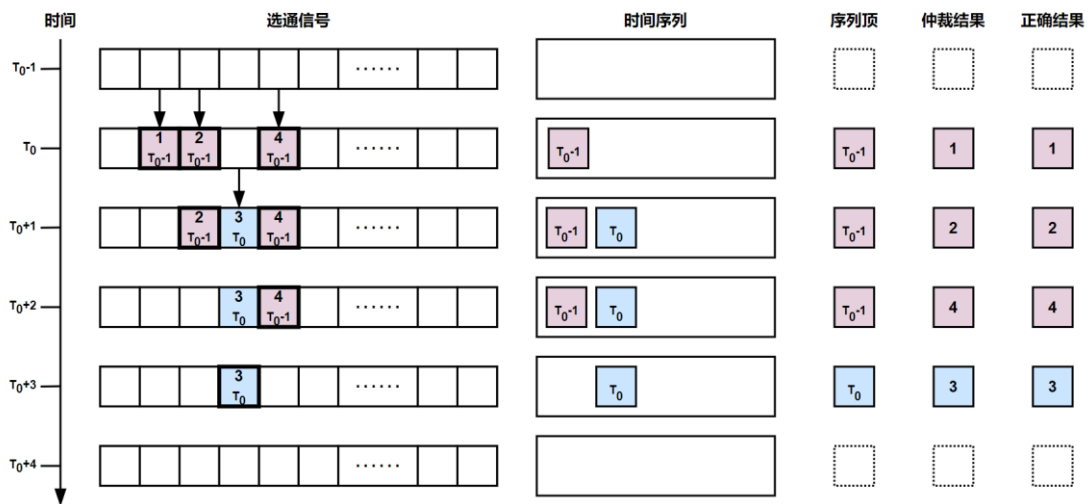 时间 选通信号 时间序列 序列顶 仲裁结果 正确结果
T₀-1 ······
1 2 4
T₀ T₀-1 T₀-1 T₀-1 ······ T₀-1 T₀-1 1 1
2 3 4
T₀+1 T₀-1 T₀ T₀-1 ······ T₀-1 T₀ T₀-1 2 2
3 4
T₀+2 T₀ T₀-1 ······ T₀-1 T₀ T₀-1 4 4
3
T₀+3 T₀ ······ T₀ T₀ 3 3
T₀+4 ······